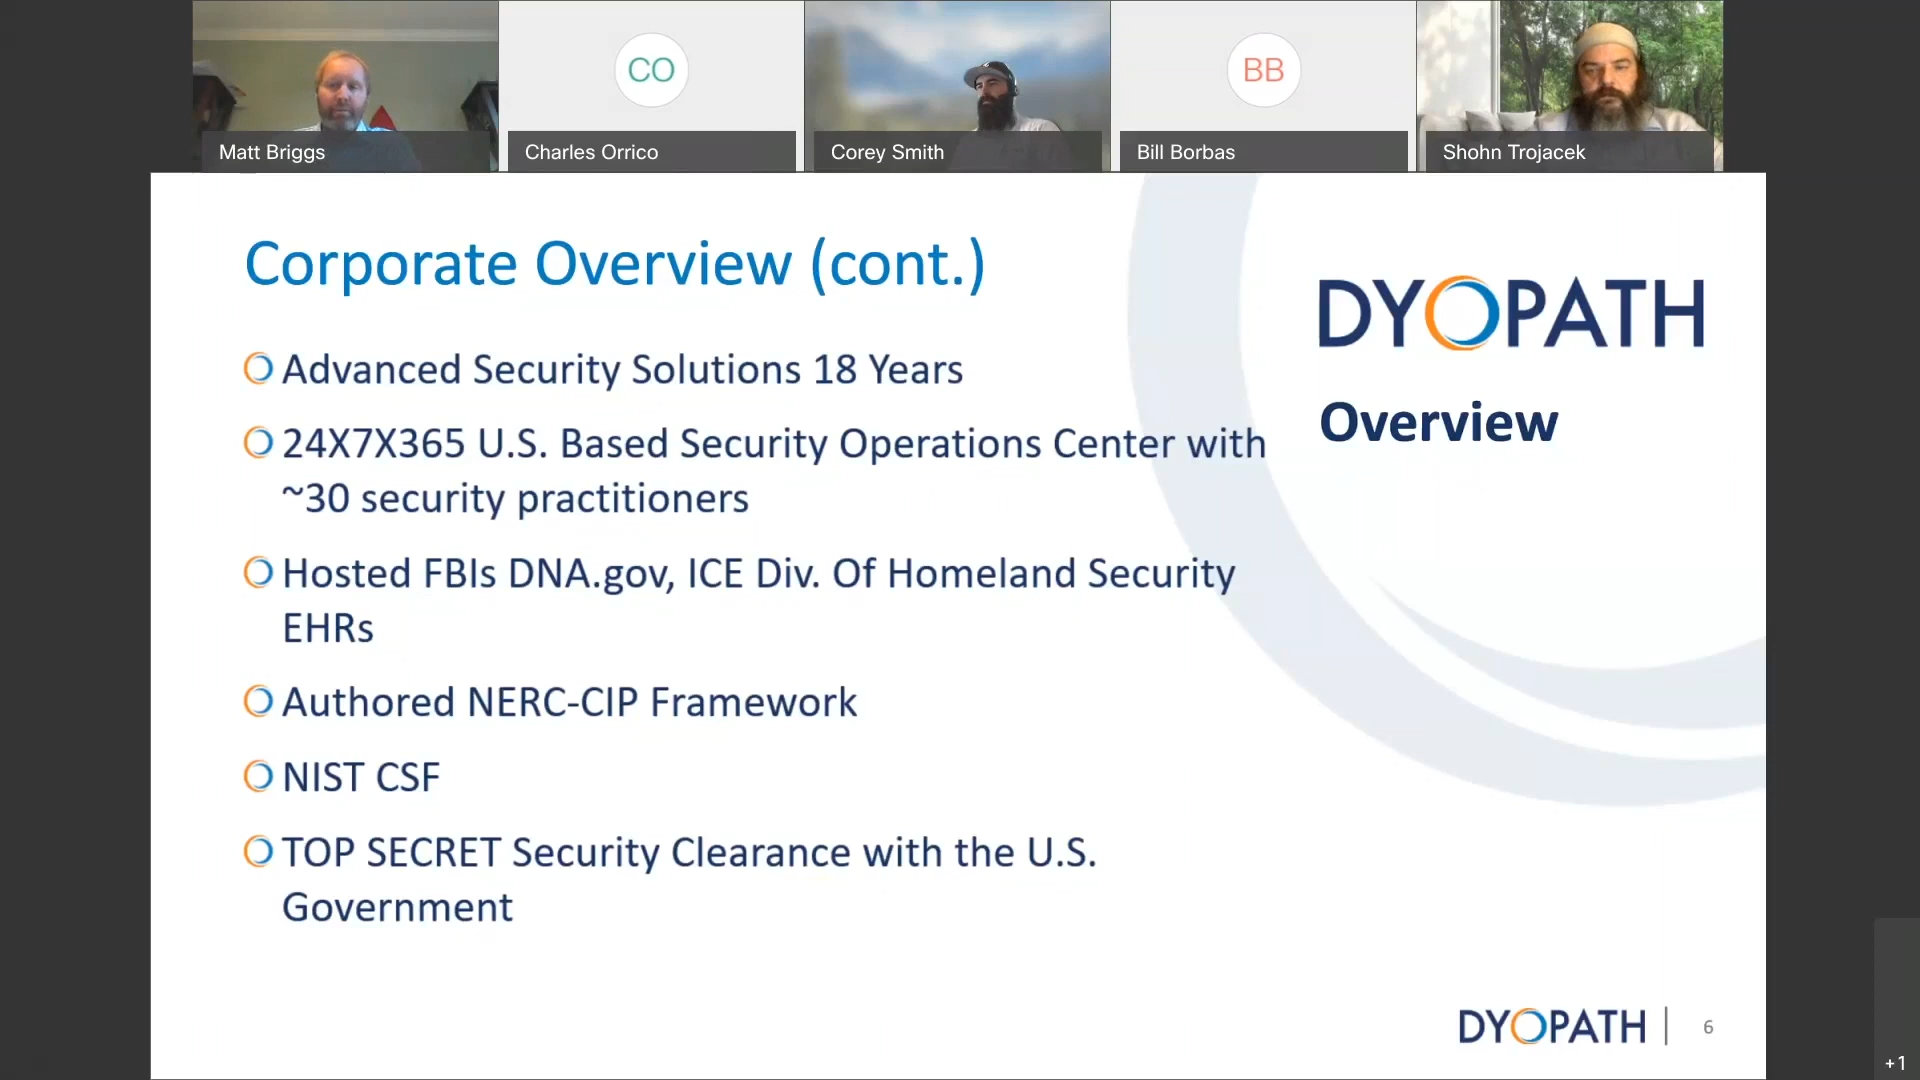 CO
BB
Matt Briggs
Charles Orrico
Corey Smith
Bill Borbas
Shohn Trojacek
Corporate Overview (cont.)
DYOPATH
Overview
Advanced Security Solutions 18 Years
24X7X365 U.S. Based Security Operations Center with
~30 security practitioners
Hosted FBIs DNA.gov, ICE Div. Of Homeland Security
EHRs
Authored NERC-CIP Framework
NIST CSF
TOP SECRET Security Clearance with the U.S.
Government
DYOPATH
6
+1